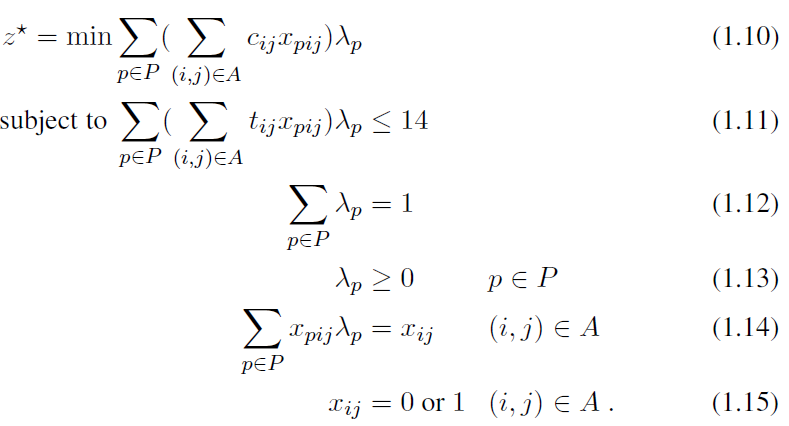 z⋆ = min ∑_{p∈P} ( ∑_{(i,j)∈A} c_{ij}x_{pij})λ_p (1.10)
subject to ∑_{p∈P} ( ∑_{(i,j)∈A} t_{ij}x_{pij})λ_p ≤ 14 (1.11)
∑_{p∈P} λ_p = 1 (1.12)
λ_p ≥ 0 p ∈ P (1.13)
∑_{p∈P} x_{pij}λ_p = x_{ij} (i, j) ∈ A (1.14)
x_{ij} = 0 or 1 (i, j) ∈ A . (1.15)